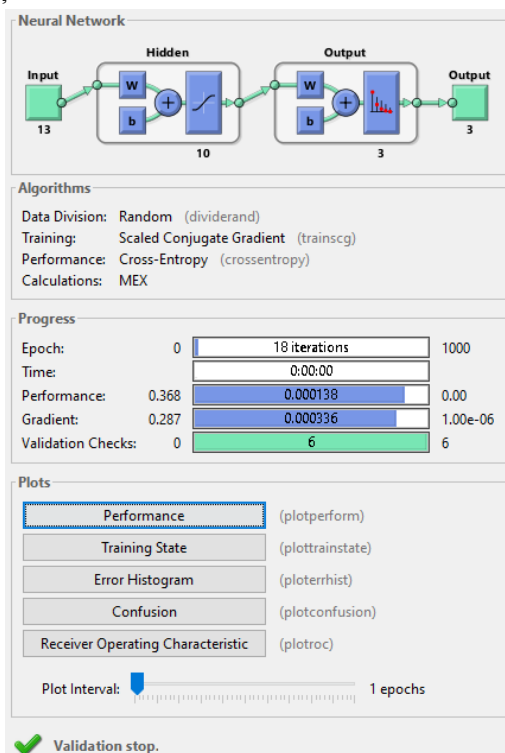 Neural Network
Hidden
Output
Input
W
b
+
13
10
W
b
+
3
Output
3
Algorithms
Data Division: Random (dividerand)
Training: Scaled Conjugate Gradient (trainscg)
Performance: Cross-Entropy (crossentropy)
Calculations: MEX
Progress
Epoch: 0 18 iterations 1000
Time: 0:00:00
Performance: 0.368 0.000138 0.00
Gradient: 0.287 0.000336 1.00e-06
Validation Checks: 0 6 6
Plots
Performance (plotperform)
Training State (plottrainstate)
Error Histogram (ploterrhist)
Confusion (plotconfusion)
Receiver Operating Characteristic (plotroc)
Plot Interval: 1 epochs
Validation stop.